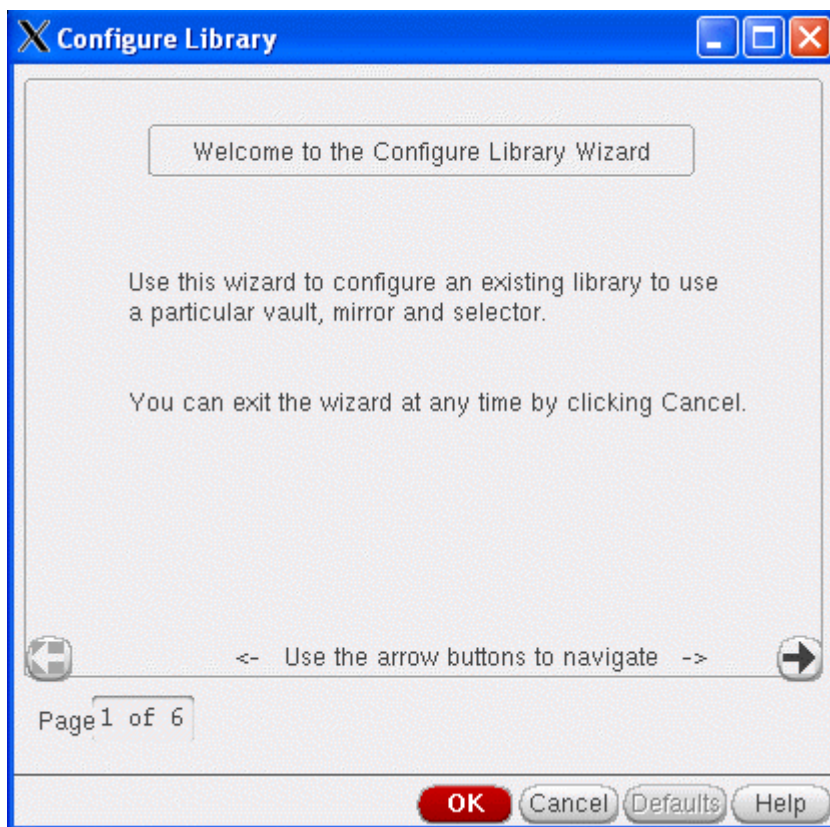 Configure Library
Welcome to the Configure Library Wizard
Use this wizard to configure an existing library to use
a particular vault, mirror and selector.
You can exit the wizard at any time by clicking Cancel.
<- Use the arrow buttons to navigate ->
Page 1 of 6
OK Cancel Defaults Help